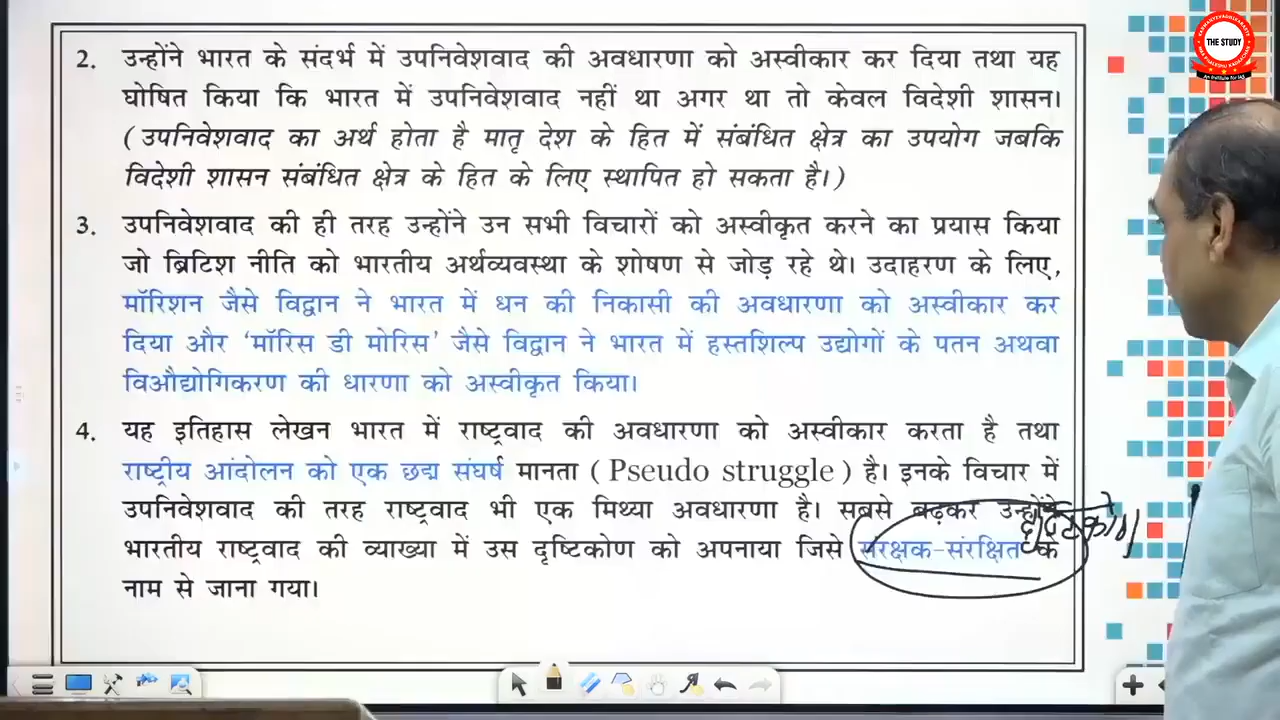 THE STUDY
An Institute for IAS
2. उन्होंने भारत के संदर्भ में उपनिवेशवाद की अवधारणा को अस्वीकार कर दिया तथा यह
घोषित किया कि भारत में उपनिवेशवाद नहीं था अगर था तो केवल विदेशी शासन।
(उपनिवेशवाद का अर्थ होता है मातृ देश के हित में संबंधित क्षेत्र का उपयोग जबकि
विदेशी शासन संबंधित क्षेत्र के हित के लिए स्थापित हो सकता है।)
3. उपनिवेशवाद की ही तरह उन्होंने उन सभी विचारों को अस्वीकृत करने का प्रयास किया
जो ब्रिटिश नीति को भारतीय अर्थव्यवस्था के शोषण से जोड़ रहे थे। उदाहरण के लिए,
मॉरिशन जैसे विद्वान ने भारत में धन की निकासी की अवधारणा को अस्वीकार कर
दिया और ‘मॉरिस डी मोरिस’ जैसे विद्वान ने भारत में हस्तशिल्प उद्योगों के पतन अथवा
विऔद्योगिकरण की धारणा को अस्वीकृत किया।
4. यह इतिहास लेखन भारत में राष्ट्रवाद की अवधारणा को अस्वीकार करता है तथा
राष्ट्रीय आंदोलन को एक छद्म संघर्ष मानता (Pseudo struggle) है। इनके विचार में
उपनिवेशवाद की तरह राष्ट्रवाद भी एक मिथ्या अवधारणा है। सबसे बढ़कर उन्होंने
दृष्टिकोण
भारतीय राष्ट्रवाद की व्याख्या में उस दृष्टिकोण को अपनाया जिसे संरक्षक-संरक्षित के
नाम से जाना गया।